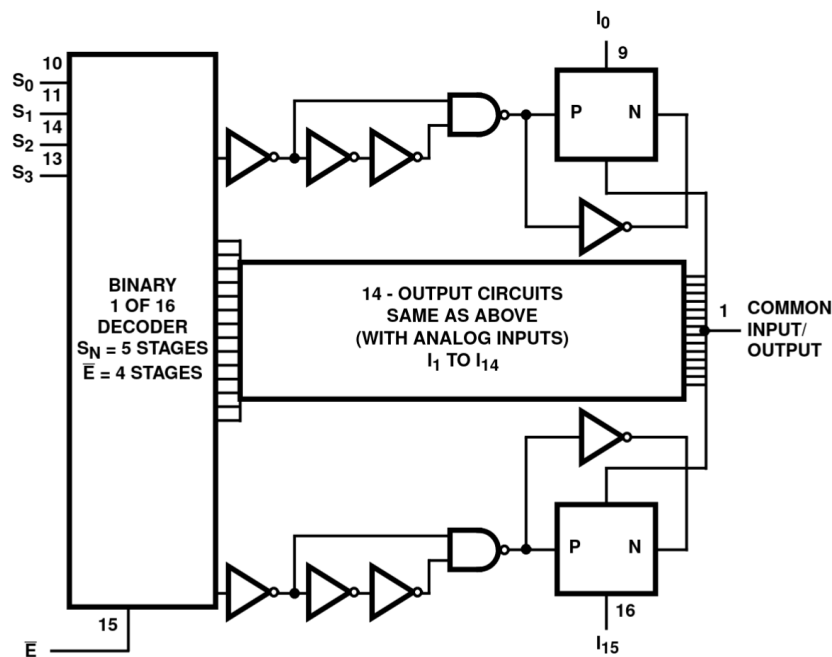 I0
9
10
S0
11
S1
14
S2
13
S3
P N
BINARY
1 OF 16
DECODER
SN = 5 STAGES
E̅ = 4 STAGES
14 - OUTPUT CIRCUITS
SAME AS ABOVE
(WITH ANALOG INPUTS)
I1 TO I14
1
COMMON
INPUT/
OUTPUT
P N
16
I15
15
E̅